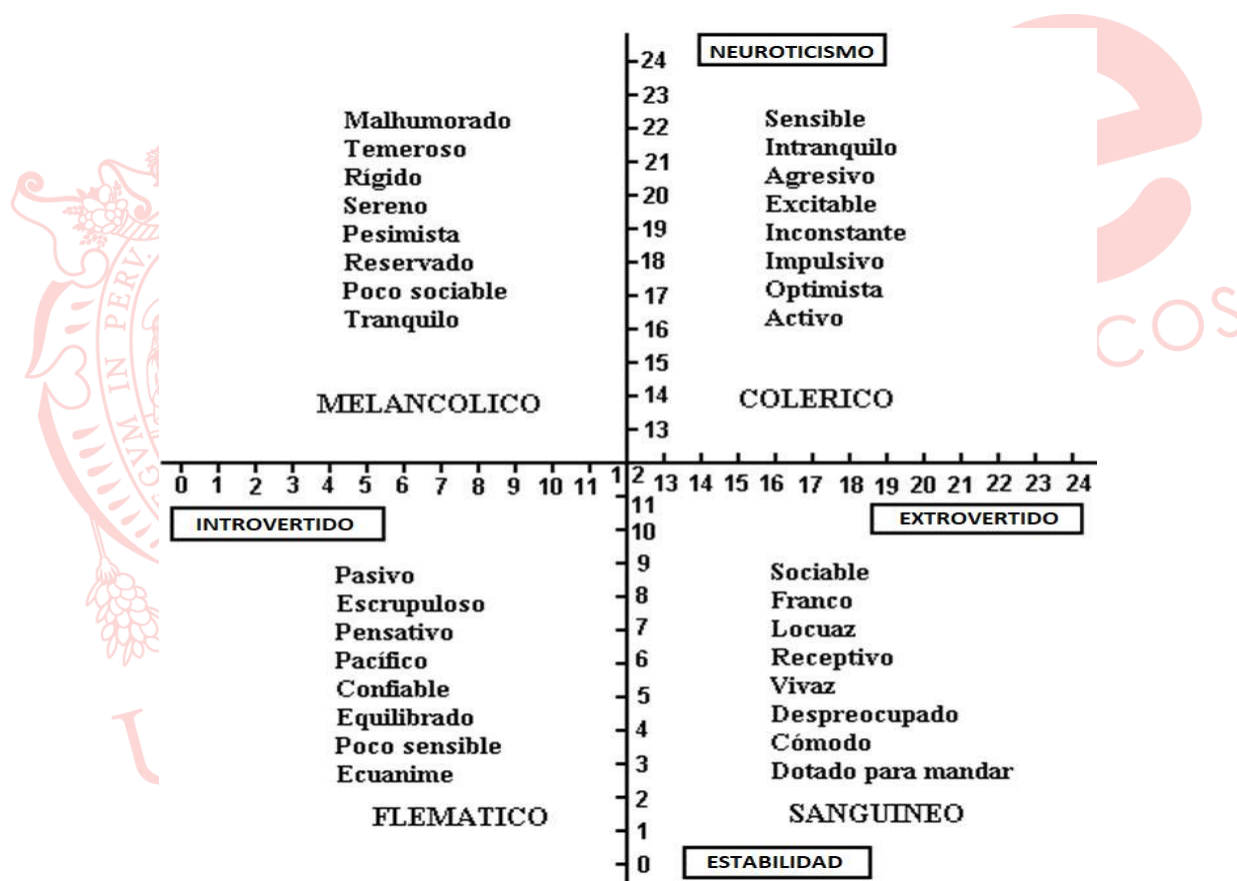 NEUROTICISMO
24
23
22
21
20
19
18
17
16
15
14
13
Malhumorado
Temeroso
Rígido
Sereno
Pesimista
Reservado
Poco sociable
Tranquilo
MELANCOLICO
Sensible
Intranquilo
Agresivo
Excitable
Inconstante
Impulsivo
Optimista
Activo
COLERICO
0 1 2 3 4 5 6 7 8 9 10 11 12 13 14 15 16 17 18 19 20 21 22 23 24
INTROVERTIDO
EXTROVERTIDO
11
10
9
8
7
6
5
4
3
2
1
0
Pasivo
Escrupuloso
Pensativo
Pacífico
Confiable
Equilibrado
Poco sensible
Ecuanime
FLEMATICO
Sociable
Franco
Locuaz
Receptivo
Vivaz
Despreocupado
Cómodo
Dotado para mandar
SANGUINEO
ESTABILIDAD
COS
IN PERV.